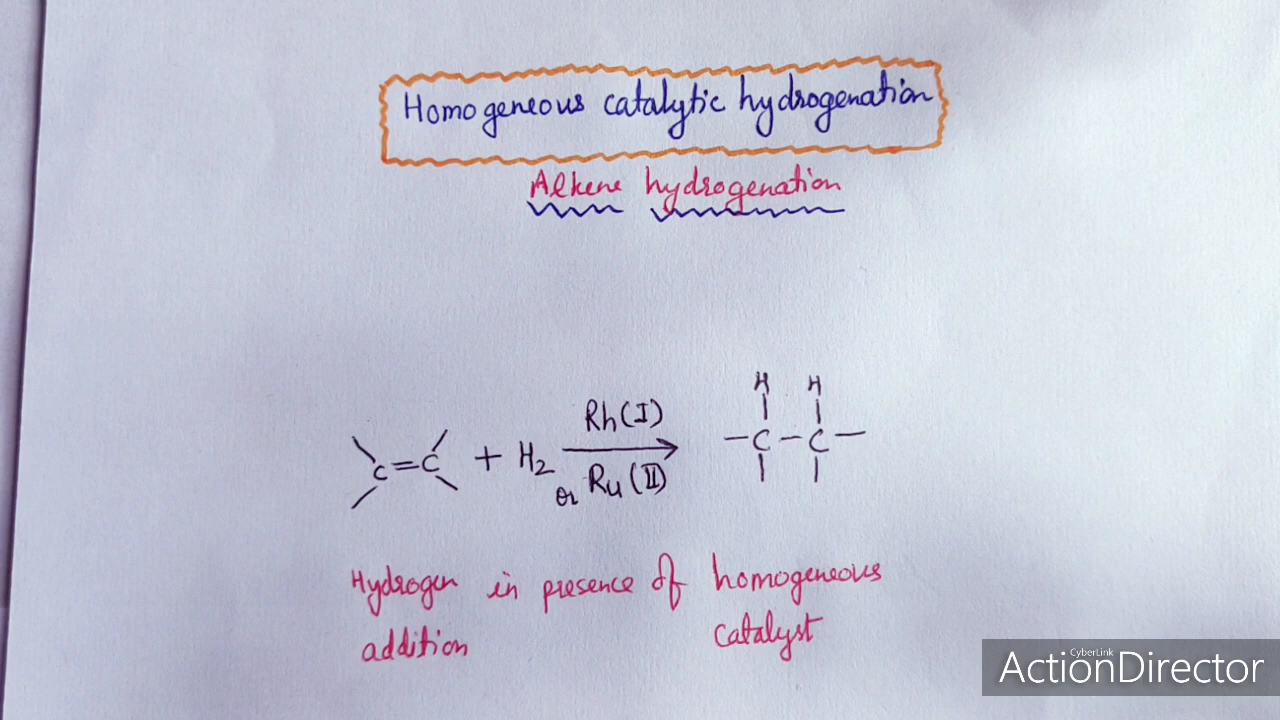 Homogeneous catalytic hydrogenation
Alkene hydrogenation
H H
Rh(I)
C=C + H₂ → -C-C-
or Ru(II)
Hydrogen in presence of homogeneous
addition catalyst
CyberLink
ActionDirector